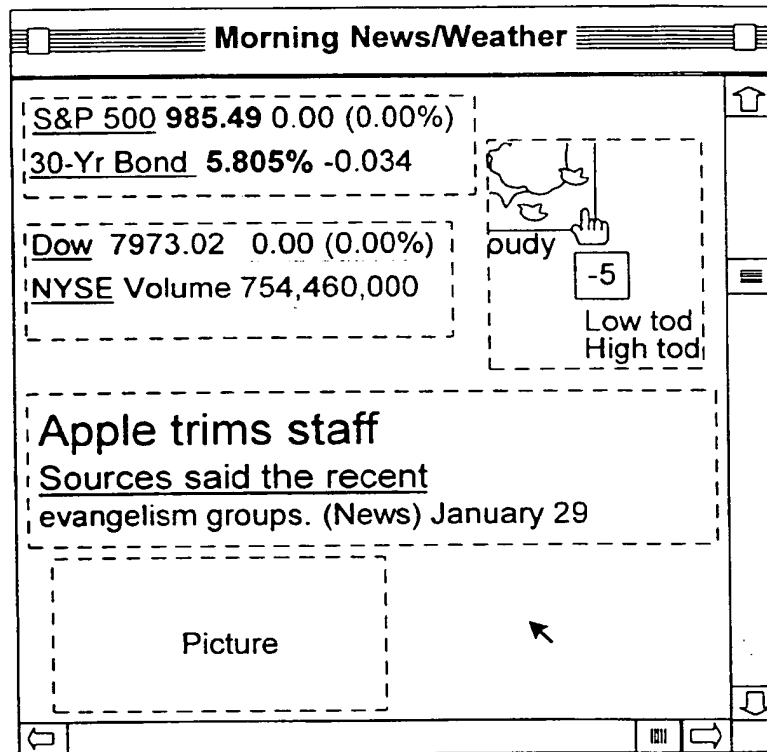 Morning News/Weather
S&P 500 985.49 0.00 (0.00%)
30-Yr Bond 5.805% -0.034
Dow 7973.02 0.00 (0.00%)
NYSE Volume 754,460,000
oudy
-5
Low tod
High tod
Apple trims staff
Sources said the recent
evangelism groups. (News) January 29
Picture